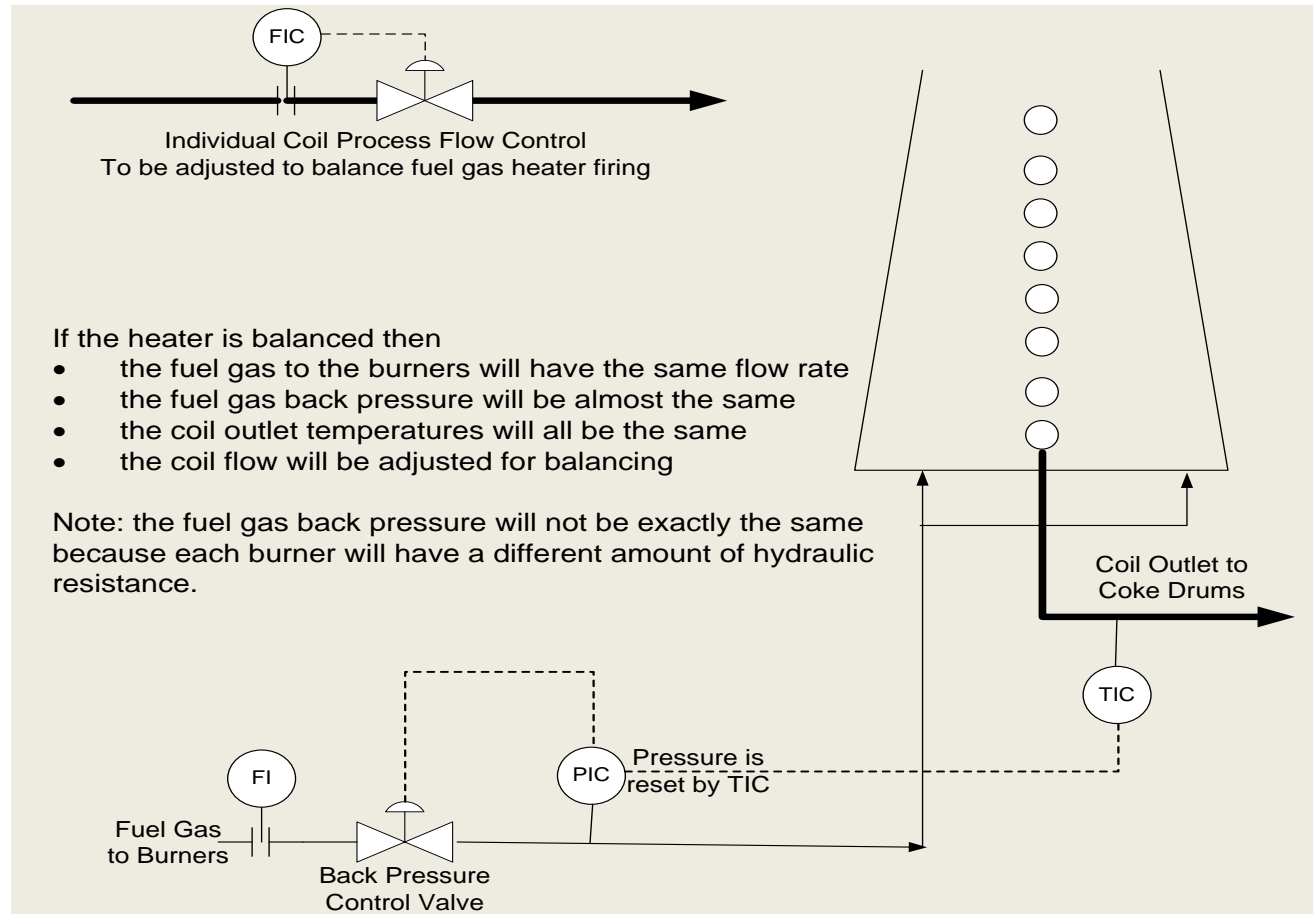 FIC
Individual Coil Process Flow Control
To be adjusted to balance fuel gas heater firing
If the heater is balanced then
• the fuel gas to the burners will have the same flow rate
• the fuel gas back pressure will be almost the same
• the coil outlet temperatures will all be the same
• the coil flow will be adjusted for balancing
Note: the fuel gas back pressure will not be exactly the same
because each burner will have a different amount of hydraulic
resistance.
Coil Outlet to
Coke Drums
TIC
Pressure is
reset by TIC
PIC
FI
Fuel Gas
to Burners
Back Pressure
Control Valve